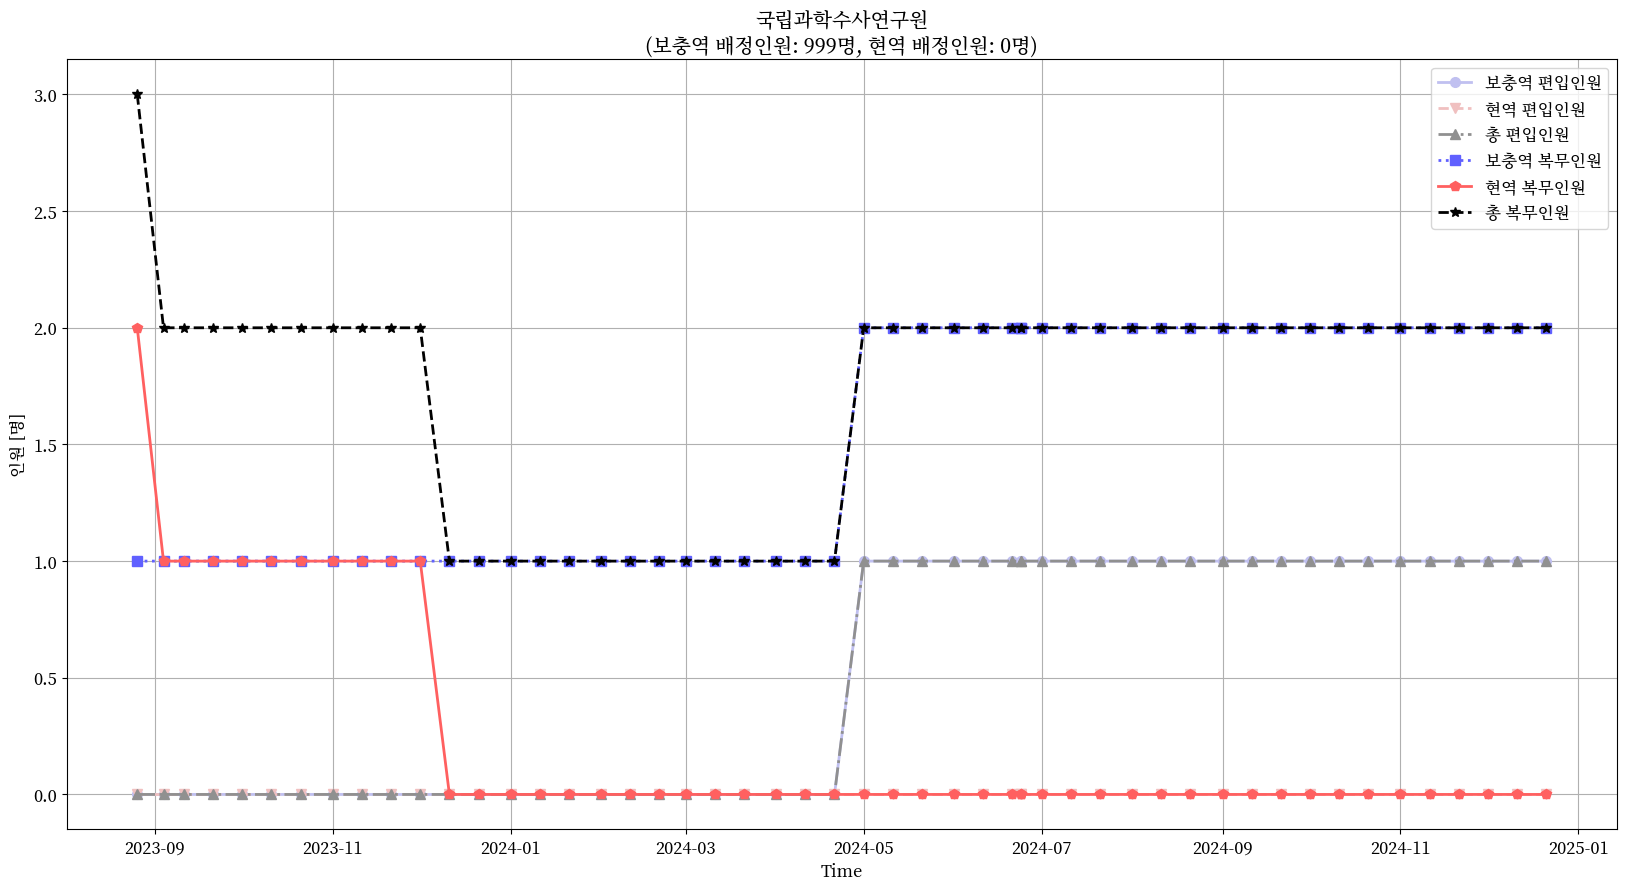 국립과학수사연구원
(보충역 배정인원: 999명, 현역 배정인원: 0명)
3.0
2.5
2.0
1.5
1.0
0.5
0.0
인원 [명]
보충역 편입인원
현역 편입인원
총 편입인원
보충역 복무인원
현역 복무인원
총 복무인원
2023-09 2023-11 2024-01 2024-03 2024-05 2024-07 2024-09 2024-11 2025-01
Time